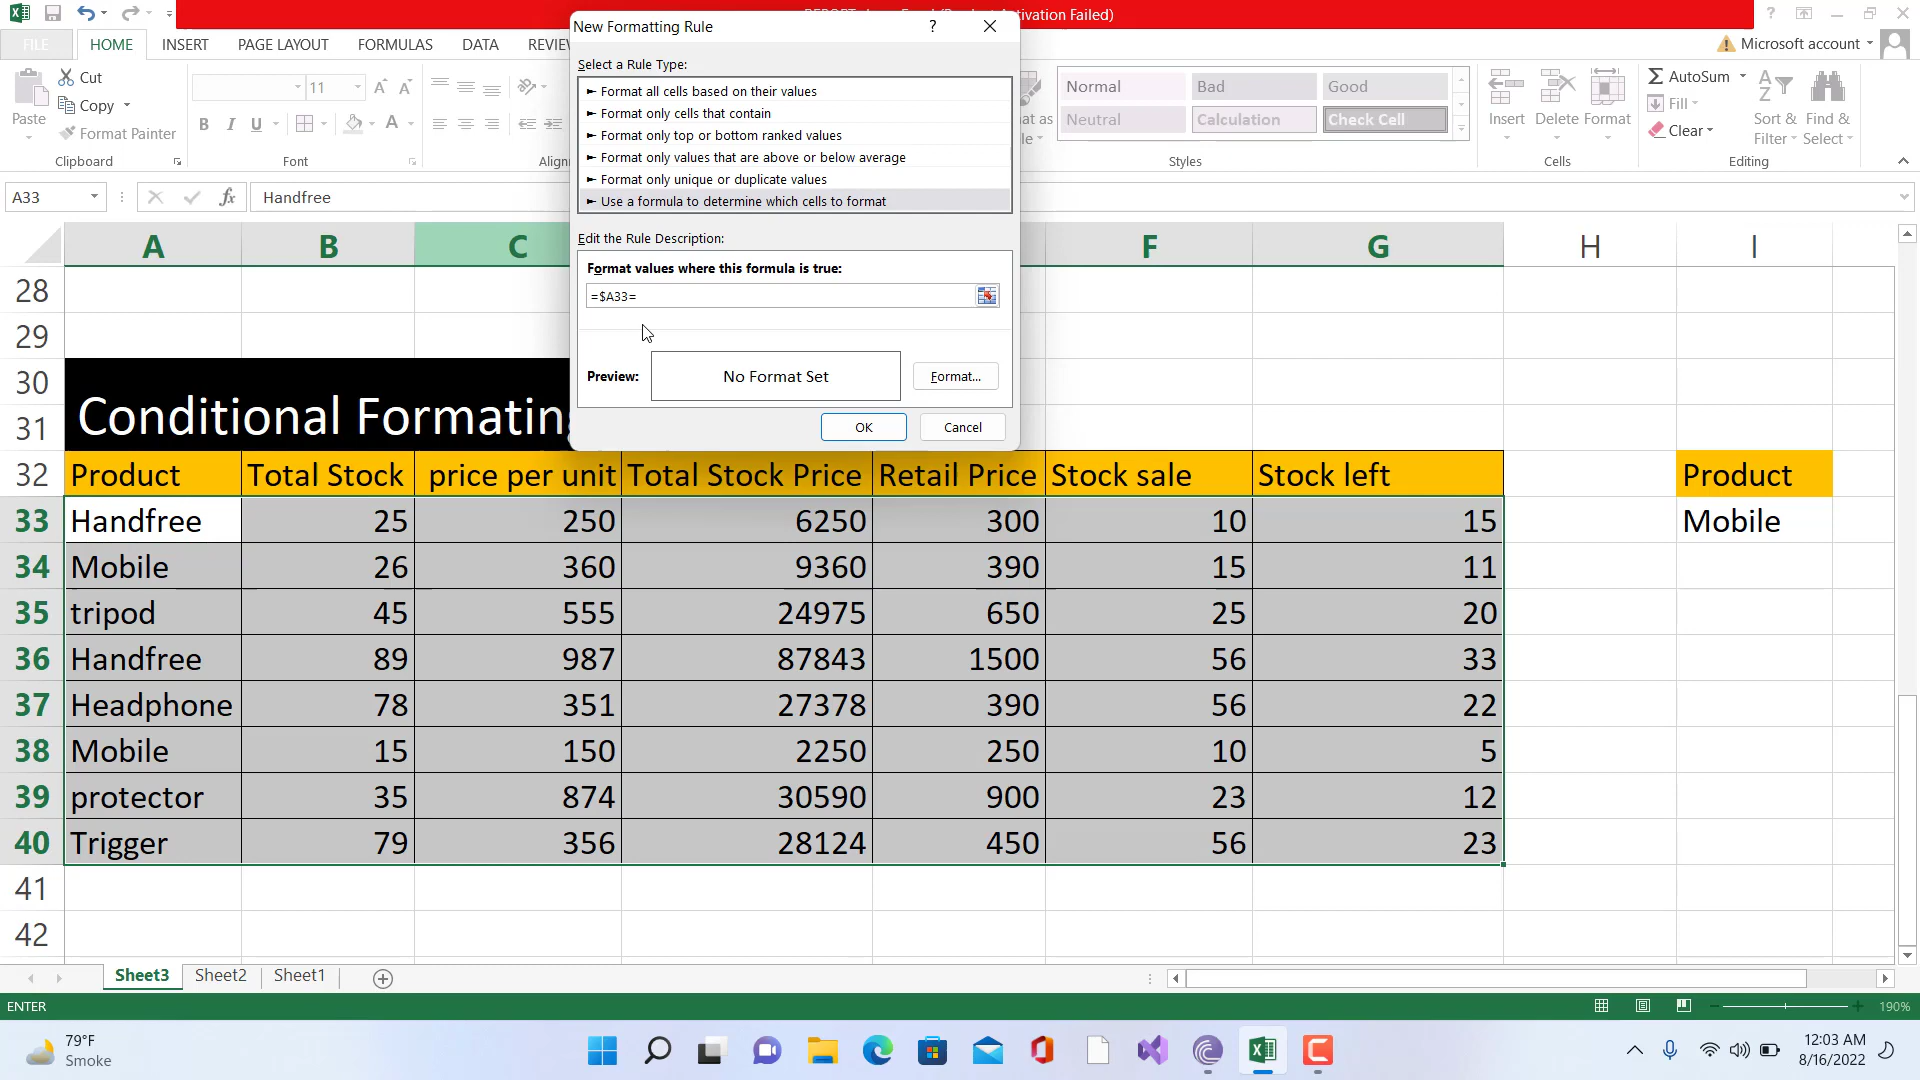 REPORT
tivation Failed)
New Formatting Rule
FILE
HOME
INSERT
PAGE LAYOUT
FORMULAS
DATA
REVIEW
Microsoft account
Paste
Cut
Copy
Format Painter
Clipboard
11
B I U
A
Font
Alignm
Normal
Bad
Good
Neutral
Calculation
Check Cell
Styles
Insert
Delete
Format
Cells
AutoSum
Fill
Clear
Sort &
Filter
Find &
Select
Editing
Select a Rule Type:
► Format all cells based on their values
► Format only cells that contain
► Format only top or bottom ranked values
► Format only values that are above or below average
► Format only unique or duplicate values
► Use a formula to determine which cells to format
Edit the Rule Description:
Format values where this formula is true:
=$A33=
Preview:
No Format Set
Format...
OK
Cancel
A33
fx
Handfree
A B C F G H I
28
29
30
31 Conditional Formating
32 Product Total Stock price per unit Total Stock Price Retail Price Stock sale Stock left Product
33 Handfree 25 250 6250 300 10 15 Mobile
34 Mobile 26 360 9360 390 15 11
35 tripod 45 555 24975 650 25 20
36 Handfree 89 987 87843 1500 56 33
37 Headphone 78 351 27378 390 56 22
38 Mobile 15 150 2250 250 10 5
39 protector 35 874 30590 900 23 12
40 Trigger 79 356 28124 450 56 23
41
42
Sheet3 Sheet2 Sheet1
ENTER
190%
79°F
Smoke
12:03 AM
8/16/2022